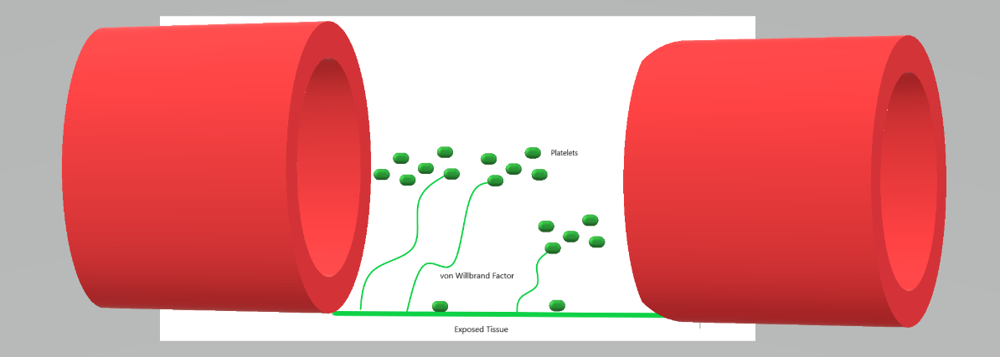 Platelets
von Willbrand Factor
Exposed Tissue